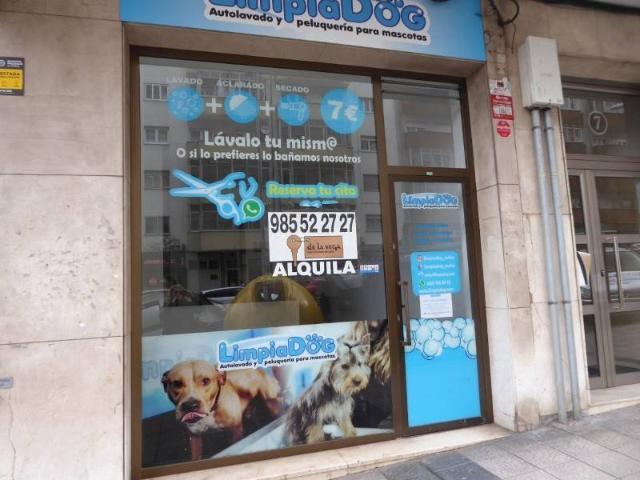 LimpiaDOG
Autolavado y peluquería para mascotas
LAVADO ACLARADO SECADO
+ + 7€
Lávalo tu mism@
O si lo prefieres lo bañamos nosotros
Reserva tu cita
985 52 27 27
de la vega
ALQUILA
LimpiaDOG
Autolavado y peluquería para mascotas
LimpiaDOG
7